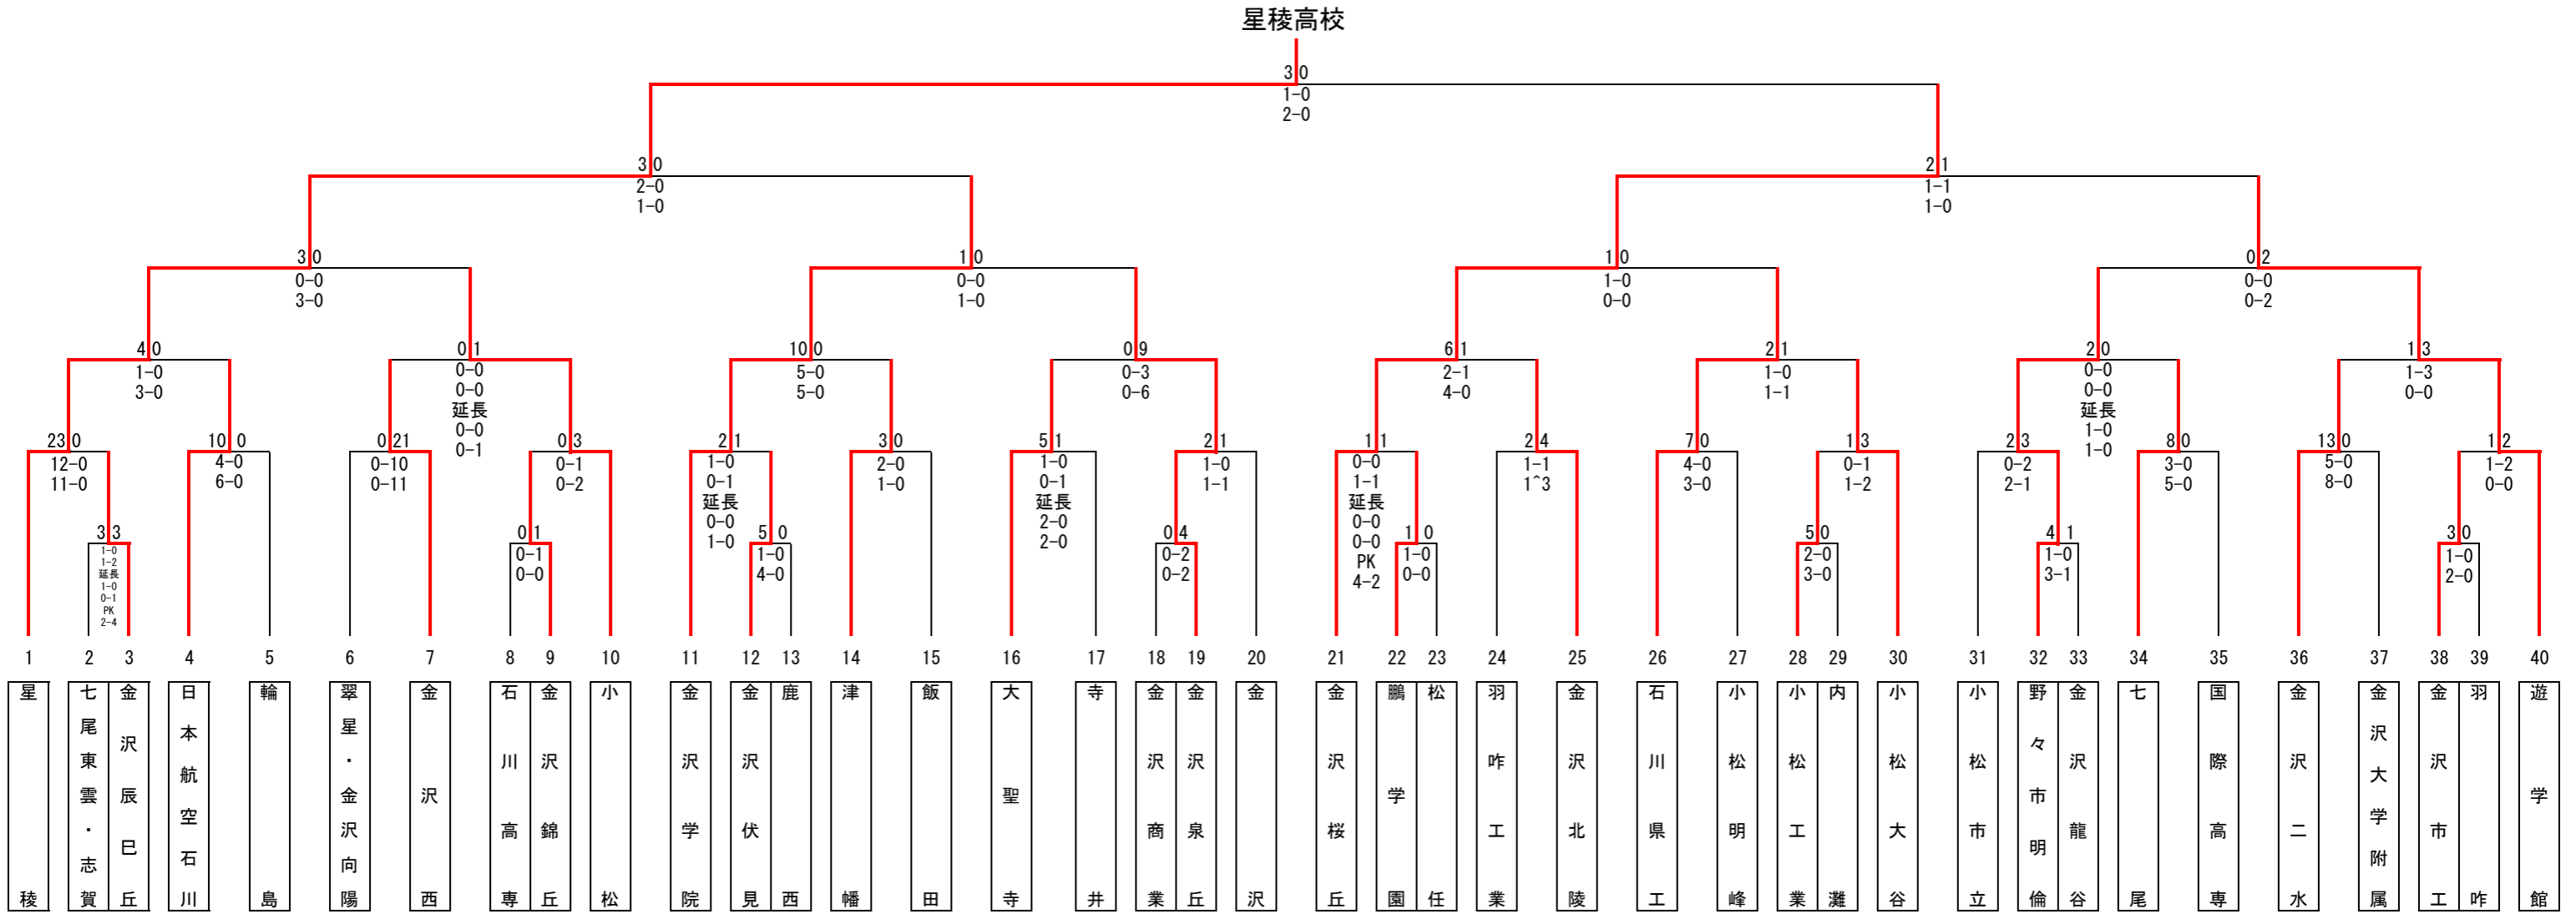 星稜高校
3 0
1-0
2-0
3 0
2-0
1-0
2 1
1-1
1-0
3 0
0-0
3-0
1 0
0-0
1-0
1 0
1-0
0-0
0 2
0-0
0-2
4 0
1-0
3-0
0 1
0-0
0-0
延長
0-0
0-1
10 0
5-0
5-0
0 9
0-3
0-6
6 1
2-1
4-0
2 1
1-0
1-1
2 0
0-0
0-0
延長
1-0
1-0
1 3
1-3
0-0
23 0
12-0
11-0
10 0
4-0
6-0
0 21
0-10
0-11
0 3
0-1
0-2
2 1
1-0
0-1
延長
0-0
1-0
3 0
2-0
1-0
5 1
1-0
0-1
延長
2-0
2-0
2 1
1-0
1-1
1 1
0-0
1-1
延長
0-0
0-0
PK
4-2
2 4
1-1
1^3
7 0
4-0
3-0
1 3
0-1
1-2
2 3
0-2
2-1
8 0
3-0
5-0
13 0
5-0
8-0
1 2
1-2
0-0
3 3
1-0
1-2
延長
1-0
0-1
PK
2-4
0 1
0-1
0-0
5 0
1-0
4-0
0 4
0-2
0-2
1 0
1-0
0-0
5 0
2-0
3-0
4 1
1-0
3-1
3 0
1-0
2-0
1 2 3 4 5 6 7 8 9 10 11 12 13 14 15 16 17 18 19 20 21 22 23 24 25 26 27 28 29 30 31 32 33 34 35 36 37 38 39 40
星稜
七尾東雲・志賀
金沢辰巳丘
日本航空石川
輪島
翠星・金沢向陽
金沢西
石川高専
金沢錦丘
小松
金沢学院
金沢伏見
鹿西
津幡
飯田
大聖寺
寺井
金沢商業
金沢泉丘
金沢
金沢桜丘
鵬学園
松任
羽咋工業
金沢北陵
石川県工
小松明峰
小松工業
内灘
小松大谷
小松市立
野々市明倫
金沢龍谷
七尾
国際高専
金沢二水
金沢大学附属
金沢市工
羽咋
遊学館